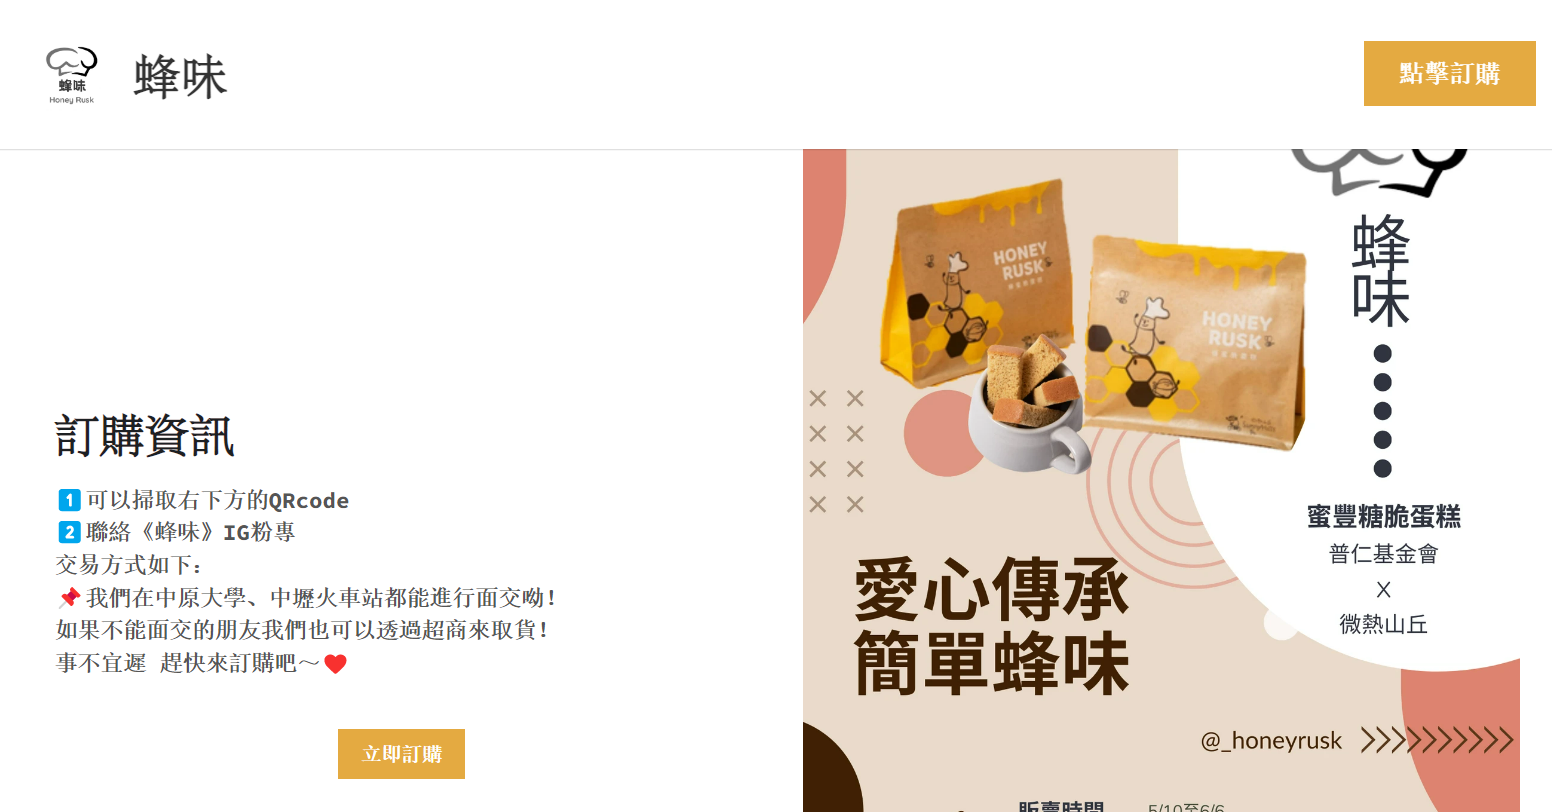 蜂味
Honey Rusk
蜂味
點擊訂購
訂購資訊
1️⃣可以掃取右下方的QRcode
2️⃣聯絡《蜂味》IG粉專
交易方式如下:
📌我們在中原大學、中壢火車站都能進行面交呦!
如果不能面交的朋友我們也可以透過超商來取貨!
事不宜遲 趕快來訂購吧～❤️
立即訂購
HONEY
RUSK
HONEY
RUSK
蜂
味
蜜豐糖脆蛋糕
普仁基金會
X
微熱山丘
愛心傳承
簡單蜂味
@_honeyrusk
販賣時間
5/10至6/6